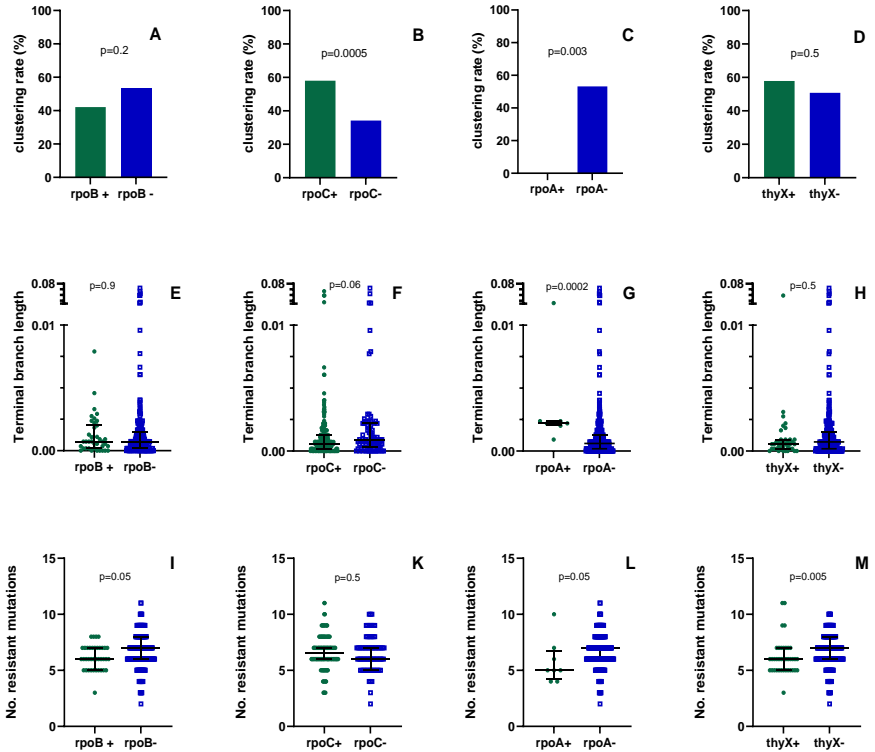 A
clustering rate (%)
100
80
60
40
20
0
p=0.2
rpoB +
rpoB -
B
clustering rate (%)
100
80
60
40
20
0
p=0.0005
rpoC+
rpoC-
C
clustering rate (%)
100
80
60
40
20
0
p=0.003
rpoA+
rpoA-
D
clustering rate (%)
100
80
60
40
20
0
p=0.5
thyX+
thyX-
E
Terminal branch length
0.08
0.01
0.00
p=0.9
rpoB +
rpoB-
F
Terminal branch length
0.08
0.01
0.00
p=0.06
rpoC+
rpoC-
G
Terminal branch length
0.08
0.01
0.00
p=0.0002
rpoA+
rpoA-
H
Terminal branch length
0.08
0.01
0.00
p=0.5
thyX+
thyX-
I
No. resistant mutations
15
10
5
0
p=0.05
rpoB +
rpoB-
K
No. resistant mutations
15
10
5
0
p=0.5
rpoC+
rpoC-
L
No. resistant mutations
15
10
5
0
p=0.05
rpoA+
rpoA-
M
No. resistant mutations
15
10
5
0
p=0.005
thyX+
thyX-